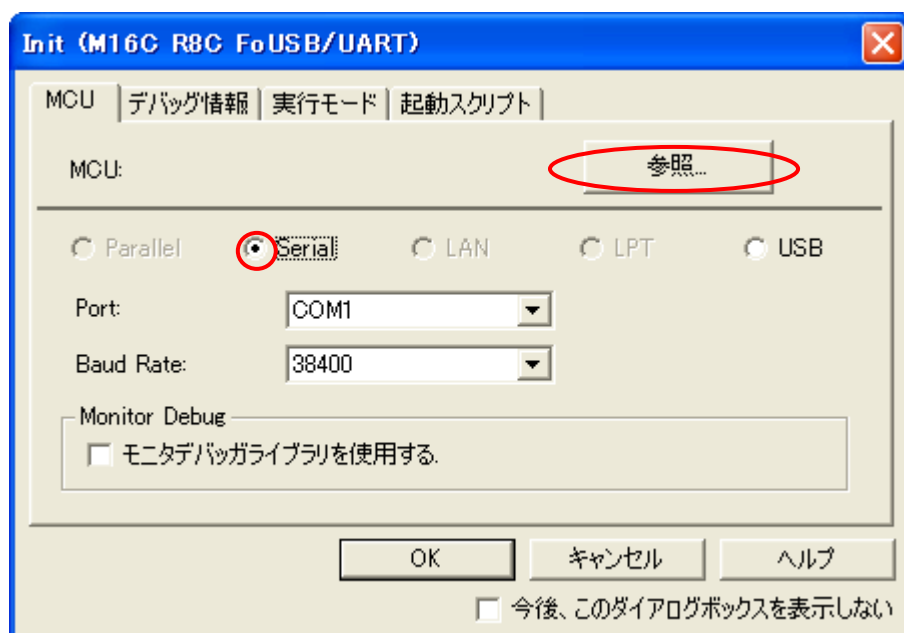 Init (M16C R8C FoUSB/UART)
MCU デバッグ情報 実行モード 起動スクリプト
MCU: 参照...
Parallel Serial LAN LPT USB
Port: COM1
Baud Rate: 38400
Monitor Debug
モニタデバッガライブラリを使用する.
OK キャンセル ヘルプ
今後、このダイアログボックスを表示しない